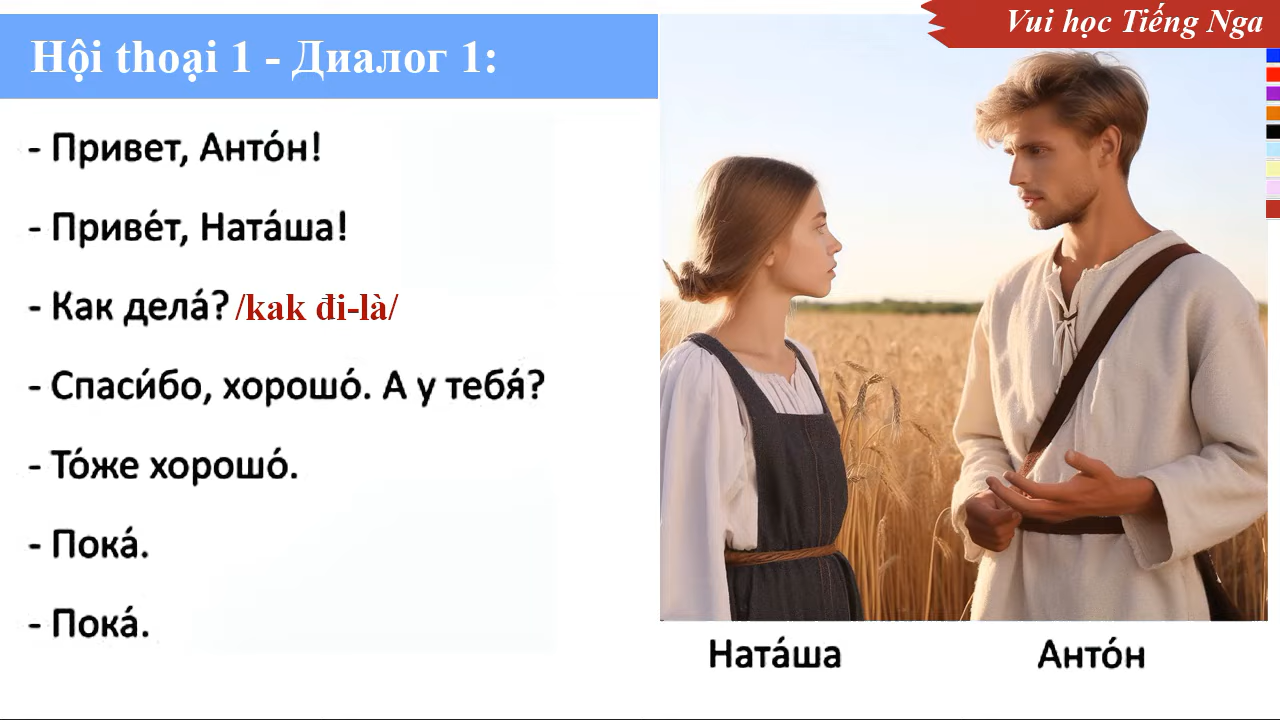 Vui học Tiếng Nga
Hội thoại 1 - Диалог 1:
- Привет, Анто́н!
- Приве́т, Ната́ша!
- Как дела́? /kak đi-là/
- Спаси́бо, хорошо́. А у тебя́?
- То́же хорошо́.
- Пока́.
- Пока́.
Ната́ша
Анто́н